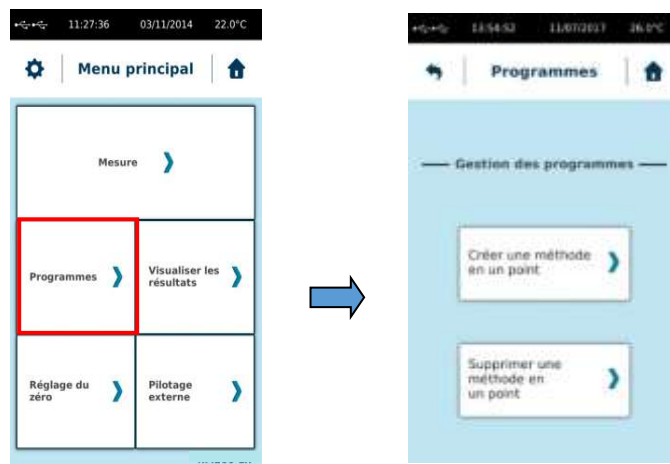 11:27:36 03/11/2014 22.0°C
Menu principal
Mesure
Programmes
Visualiser les
résultats
Réglage du
zéro
Pilotage
externe
13:54:52 11/07/2017 26.0°C
Programmes
Gestion des programmes
Créer une méthode
en un point
Supprimer une
méthode en
un point